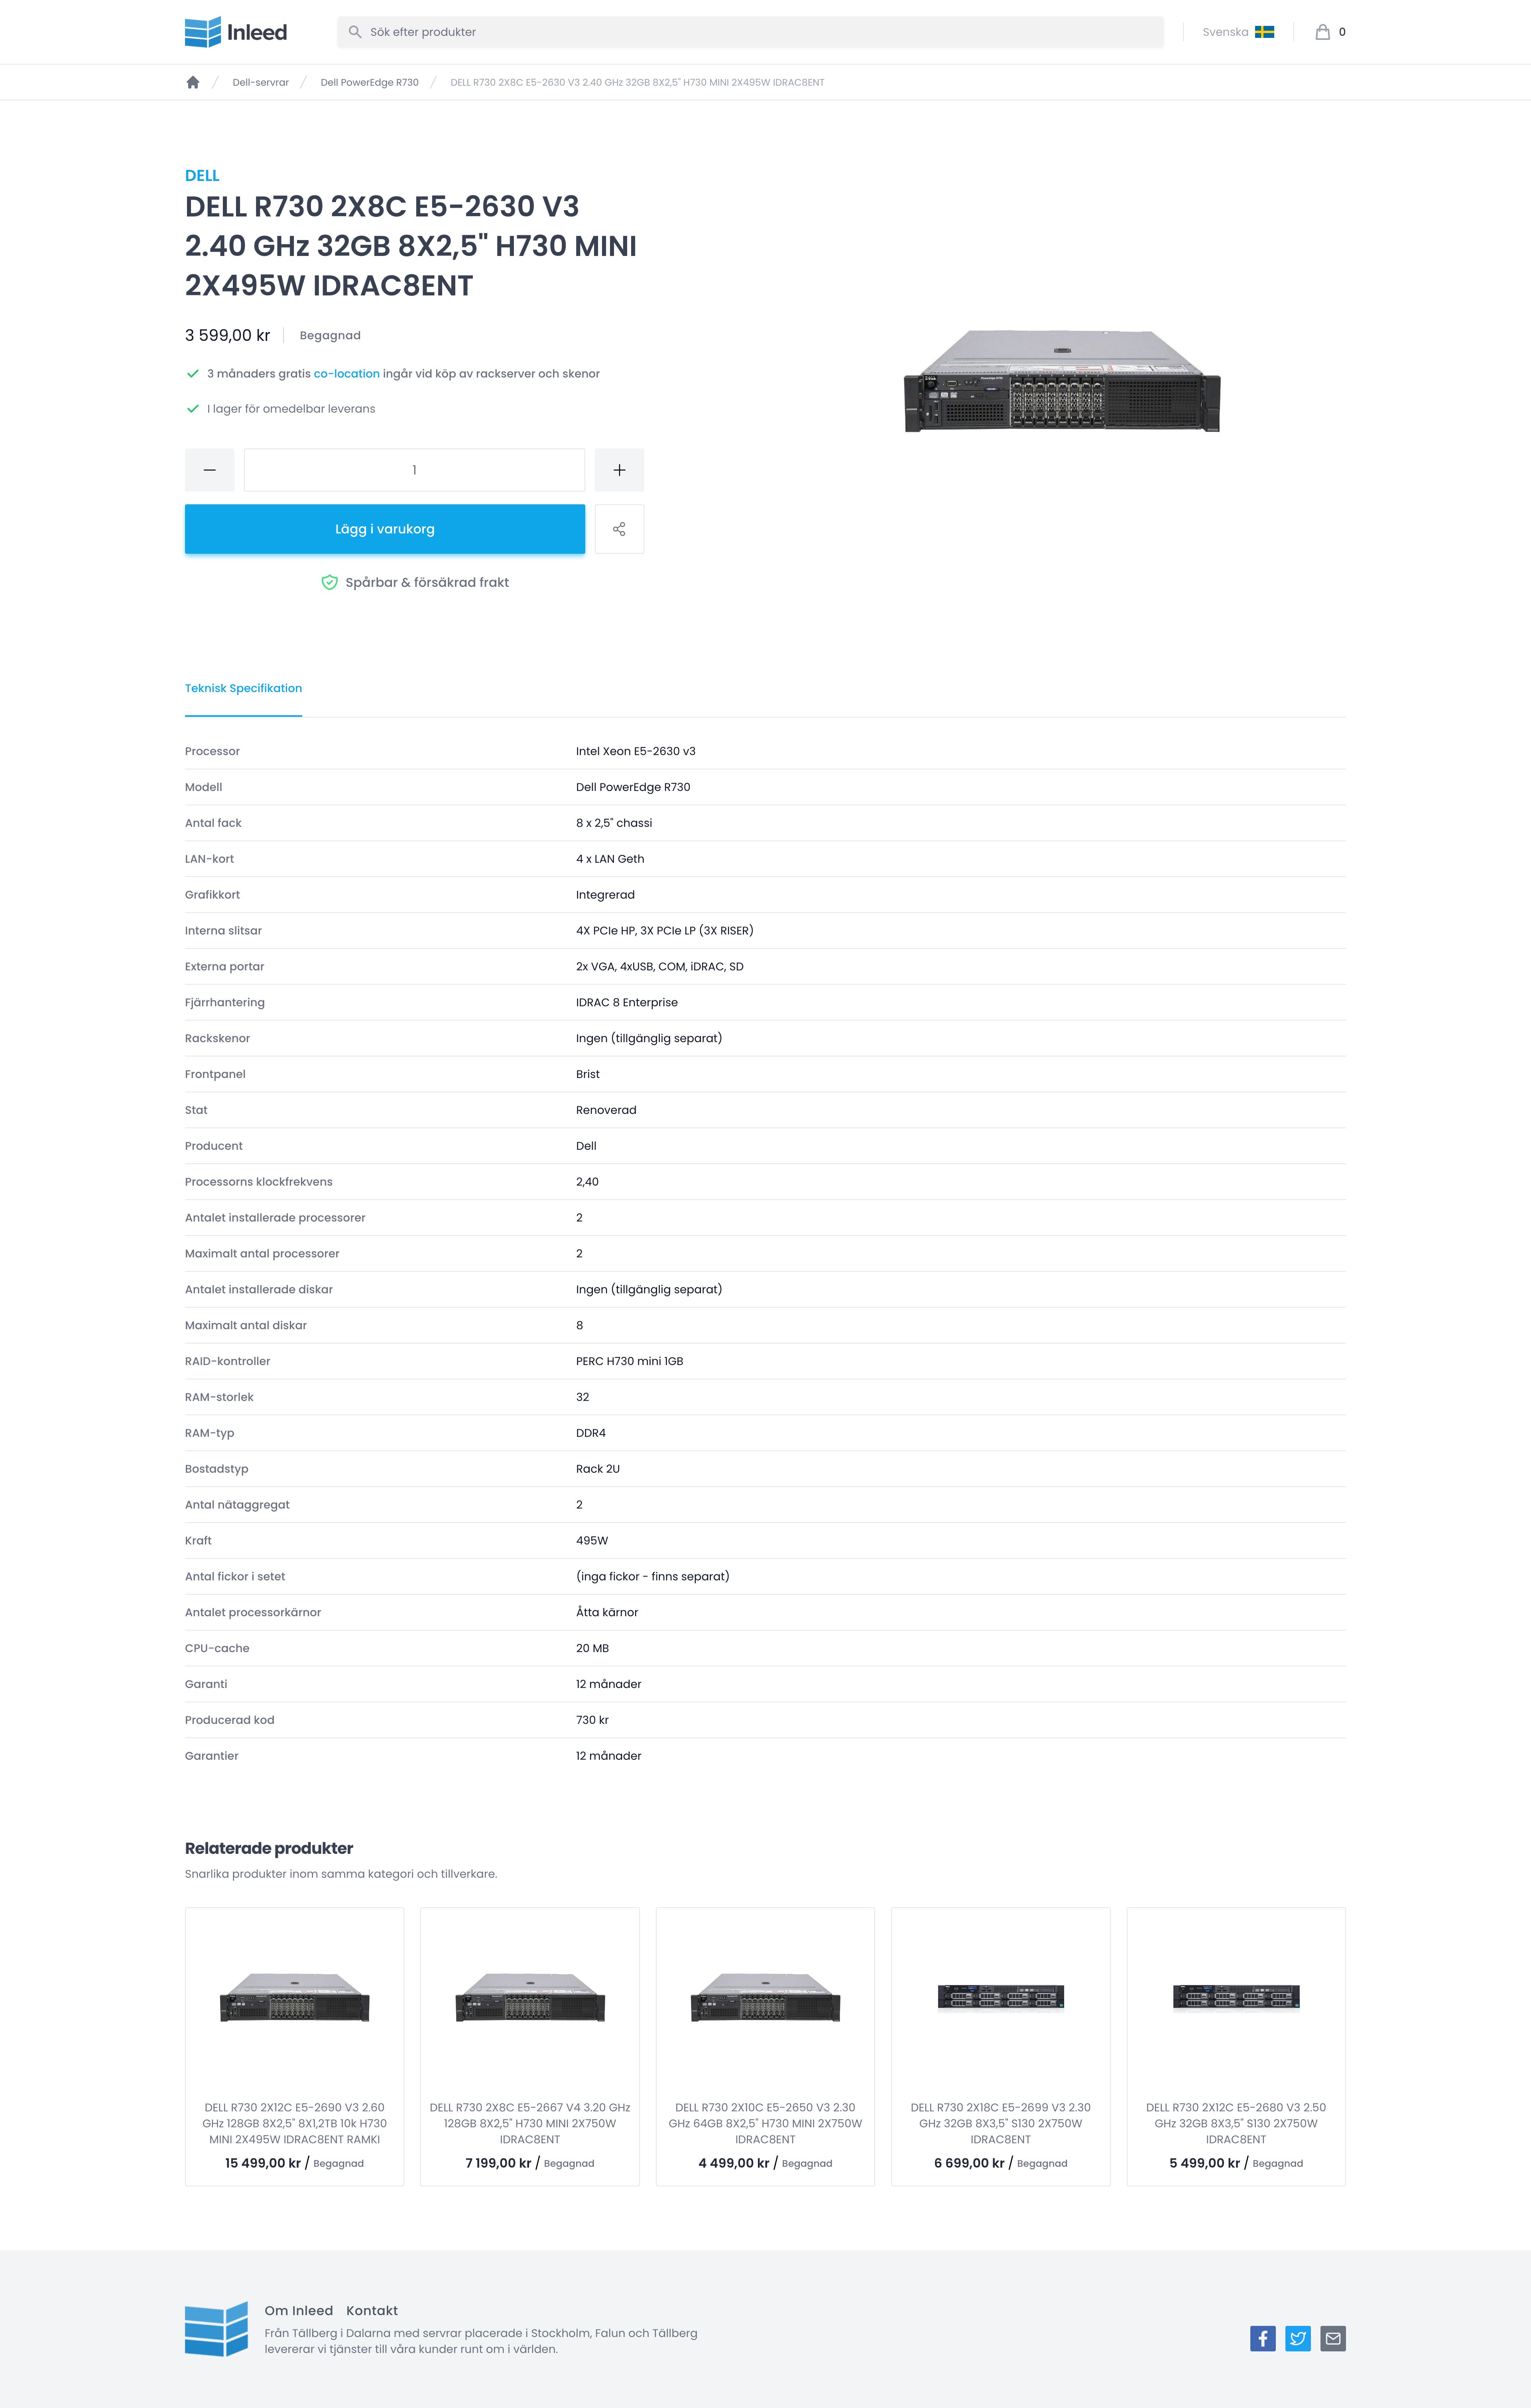 Inleed
Sök efter produkter
Svenska
0
Dell-servrar
Dell PowerEdge R730
DELL R730 2X8C E5-2630 V3 2.40 GHz 32GB 8X2,5" H730 MINI 2X495W IDRAC8ENT
DELL
DELL R730 2X8C E5-2630 V3
2.40 GHz 32GB 8X2,5" H730 MINI
2X495W IDRAC8ENT
3 599,00 kr
Begagnad
3 månaders gratis co-location ingår vid köp av rackserver och skenor
I lager för omedelbar leverans
1
Lägg i varukorg
Spårbar & försäkrad frakt
Teknisk Specifikation
Processor Intel Xeon E5-2630 v3
Modell Dell PowerEdge R730
Antal fack 8 x 2,5" chassi
LAN-kort 4 x LAN Geth
Grafikkort Integrerad
Interna slitsar 4X PCIe HP, 3X PCIe LP (3X RISER)
Externa portar 2x VGA, 4xUSB, COM, iDRAC, SD
Fjärrhantering IDRAC 8 Enterprise
Rackskenor Ingen (tillgänglig separat)
Frontpanel Brist
Stat Renoverad
Producent Dell
Processorns klockfrekvens 2,40
Antalet installerade processorer 2
Maximalt antal processorer 2
Antalet installerade diskar Ingen (tillgänglig separat)
Maximalt antal diskar 8
RAID-kontroller PERC H730 mini 1GB
RAM-storlek 32
RAM-typ DDR4
Bostadstyp Rack 2U
Antal nätaggregat 2
Kraft 495W
Antal fickor i setet (inga fickor - finns separat)
Antalet processorkärnor Åtta kärnor
CPU-cache 20 MB
Garanti 12 månader
Producerad kod 730 kr
Garantier 12 månader
Relaterade produkter
Snarlika produkter inom samma kategori och tillverkare.
DELL R730 2X12C E5-2690 V3 2.60
GHz 128GB 8X2,5" 8X1,2TB 10k H730
MINI 2X495W IDRAC8ENT RAMKI
15 499,00 kr / Begagnad
DELL R730 2X8C E5-2667 V4 3.20 GHz
128GB 8X2,5" H730 MINI 2X750W
IDRAC8ENT
7 199,00 kr / Begagnad
DELL R730 2X10C E5-2650 V3 2.30
GHz 64GB 8X2,5" H730 MINI 2X750W
IDRAC8ENT
4 499,00 kr / Begagnad
DELL R730 2X18C E5-2699 V3 2.30
GHz 32GB 8X3,5" S130 2X750W
IDRAC8ENT
6 699,00 kr / Begagnad
DELL R730 2X12C E5-2680 V3 2.50
GHz 32GB 8X3,5" S130 2X750W
IDRAC8ENT
5 499,00 kr / Begagnad
Om Inleed Kontakt
Från Tällberg i Dalarna med servrar placerade i Stockholm, Falun och Tällberg
levererar vi tjänster till våra kunder runt om i världen.